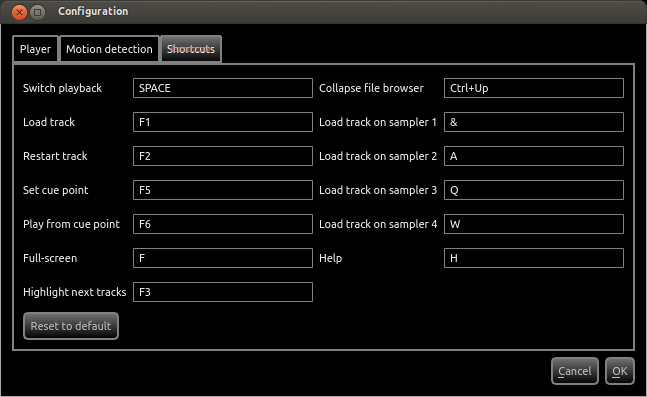 Configuration
Player Motion detection Shortcuts
Switch playback SPACE Collapse file browser Ctrl+Up
Load track F1 Load track on sampler 1 &
Restart track F2 Load track on sampler 2 A
Set cue point F5 Load track on sampler 3 Q
Play from cue point F6 Load track on sampler 4 W
Full-screen F Help H
Highlight next tracks F3
Reset to default
Cancel OK